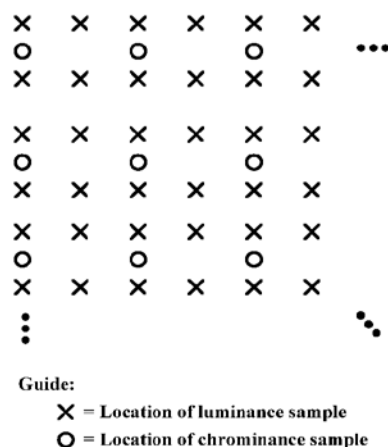 Guide:
= Location of luminance sample
= Location of chrominance sample